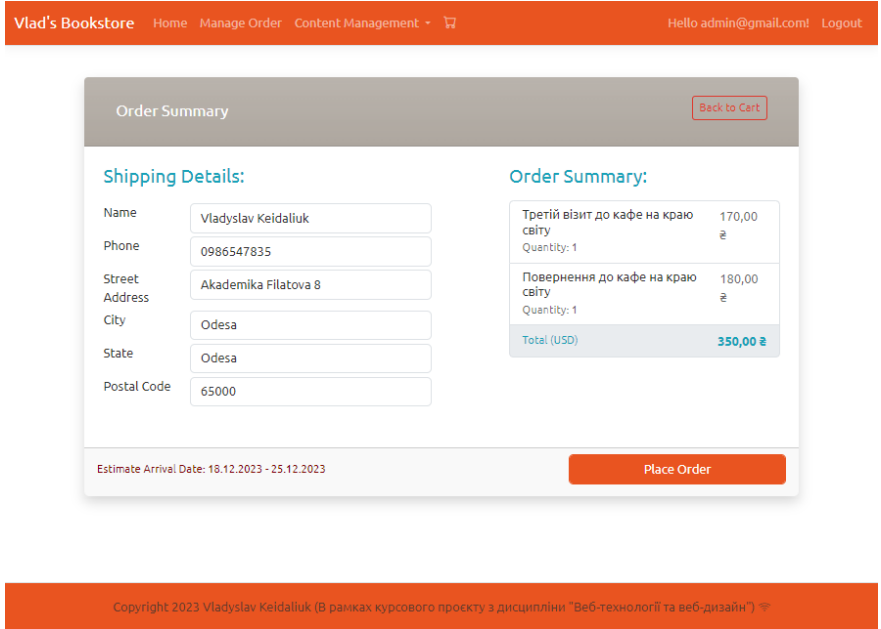 Vlad's Bookstore Home Manage Order Content Management Hello admin@gmail.com! Logout
Order Summary Back to Cart
Shipping Details:
Name Vladyslav Keidaliuk
Phone 0986547835
Street
Address
Akademika Filatova 8
City Odesa
State Odesa
Postal Code 65000
Order Summary:
Третій візит до кафе на краю
світу
Quantity: 1
170,00
₴
Повернення до кафе на краю
світу
Quantity: 1
180,00
₴
Total (USD) 350,00 ₴
Estimate Arrival Date: 18.12.2023 - 25.12.2023 Place Order
Copyright 2023 Vladyslav Keidaliuk (В рамках курсового проєкту з дисципліни "Веб-технології та веб-дизайн")